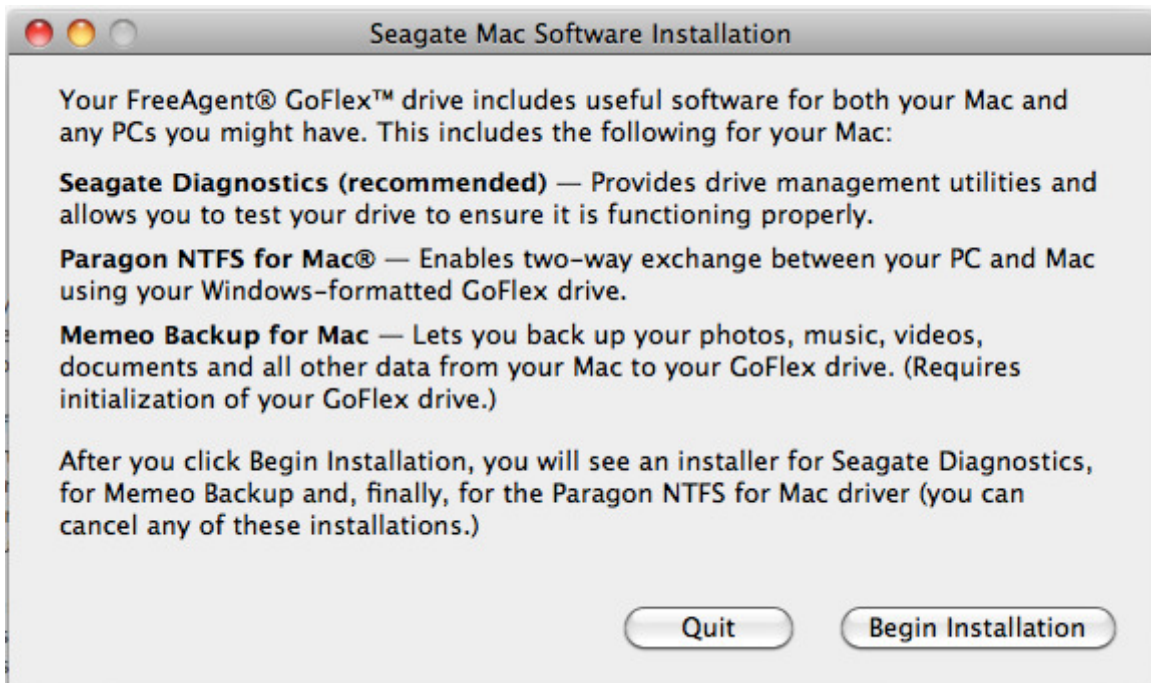 Seagate Mac Software Installation
Your FreeAgent® GoFlex™ drive includes useful software for both your Mac and
any PCs you might have. This includes the following for your Mac:
Seagate Diagnostics (recommended) — Provides drive management utilities and
allows you to test your drive to ensure it is functioning properly.
Paragon NTFS for Mac® — Enables two-way exchange between your PC and Mac
using your Windows-formatted GoFlex drive.
Memeo Backup for Mac — Lets you back up your photos, music, videos,
documents and all other data from your Mac to your GoFlex drive. (Requires
initialization of your GoFlex drive.)
After you click Begin Installation, you will see an installer for Seagate Diagnostics,
for Memeo Backup and, finally, for the Paragon NTFS for Mac driver (you can
cancel any of these installations.)
Quit
Begin Installation